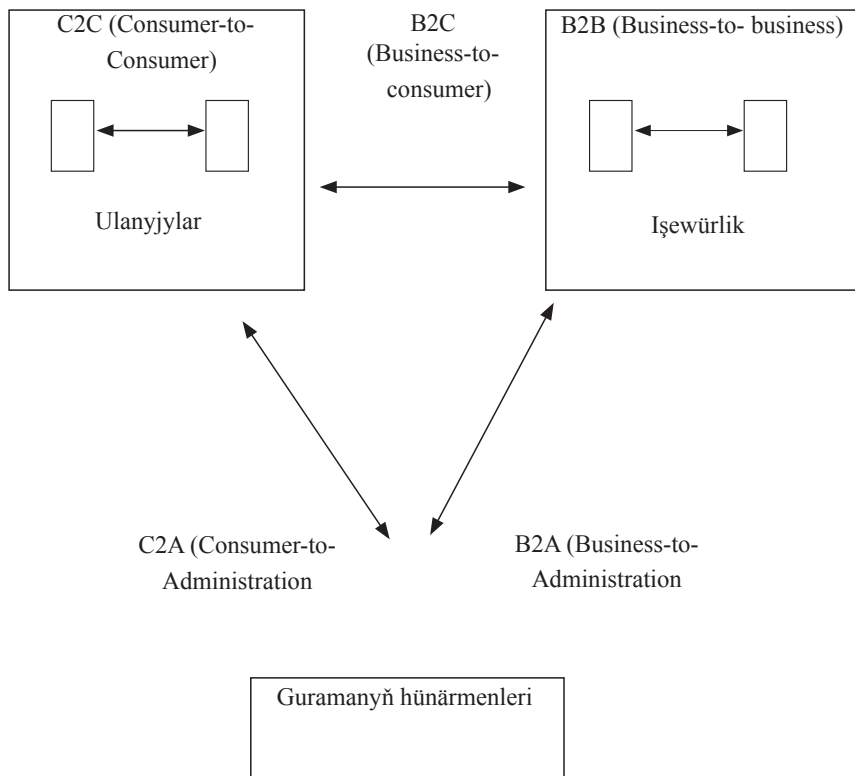 C2C (Consumer-to-
Consumer)
B2C
(Business-to-
consumer)
B2B (Business-to- business)
Ulanyjylar
Işewürlik
C2A (Consumer-to-
Administration
B2A (Business-to-
Administration
Guramanyň hünärmenleri